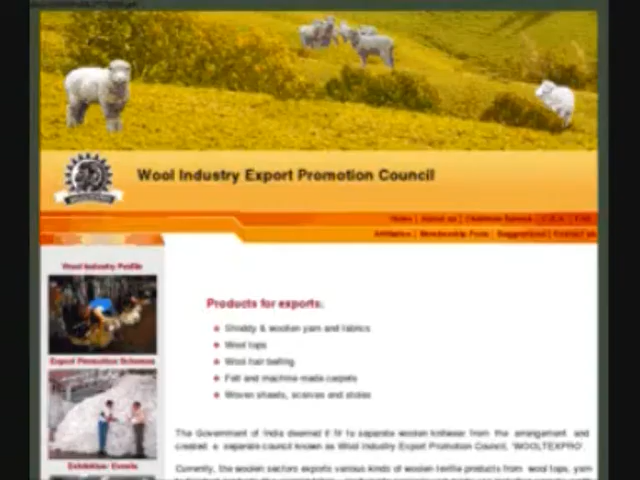 Wool Industry Export Promotion Council
Home | About us |
Membership Form | Suggestions | Contact us
Wool Industry Profile
Export Promotion Schemes
Exhibition/ Events
Products for exports:
Shoddy & woollen yarn and fabrics
Wool tops
Wool hair belting
Felt and machine made carpets
Woven shawls, scarves and stoles
The Government of India deemed it fit to separate woolen knitwear from the arrangement and
created a separate council known as Wool Industry Export Promotion Council, 'WOOLTEXPRO'.
Currently, the woolen sectors exports various kinds of woolen textile products from wool tops, yarn